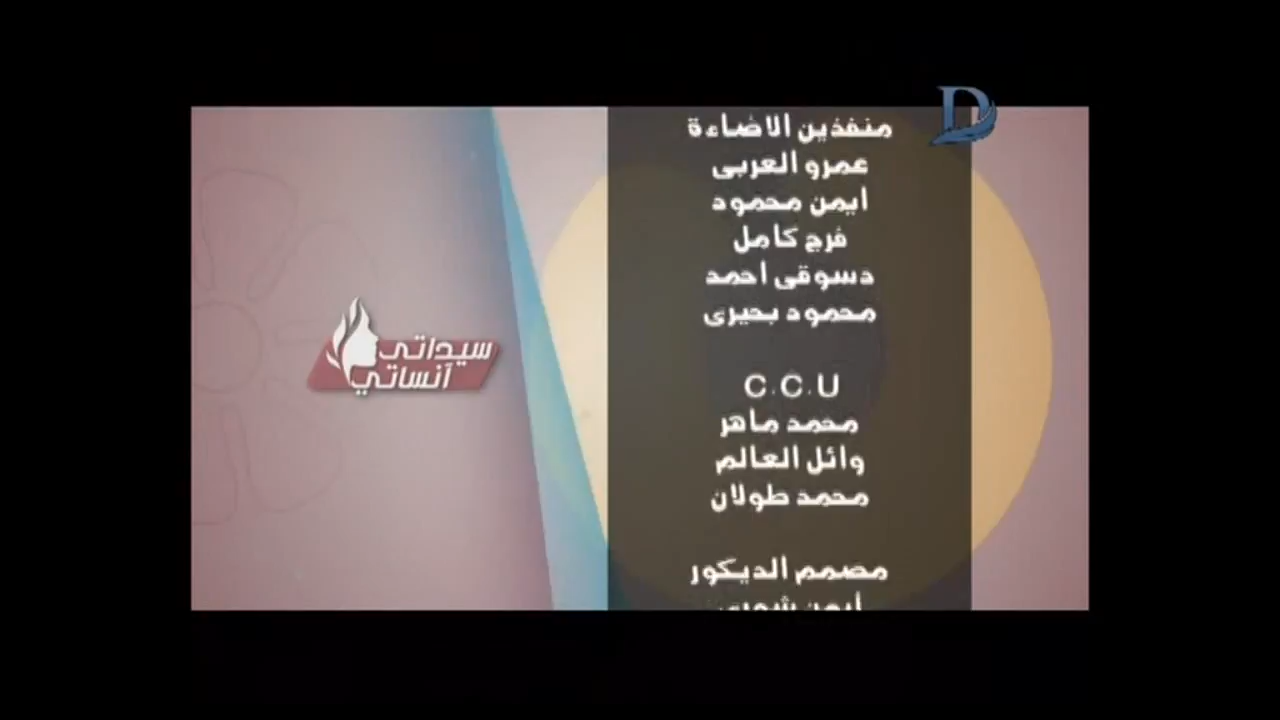 منفذين الاضاءة
عمرو العربى
ايمن محمود
فرج كامل
دسوقى احمد
محمود بحيرى
سيداتي
آنساتي
C.C.U
محمد ماهر
وائل العالم
محمد طولان
مصمم الديكور
أيمن